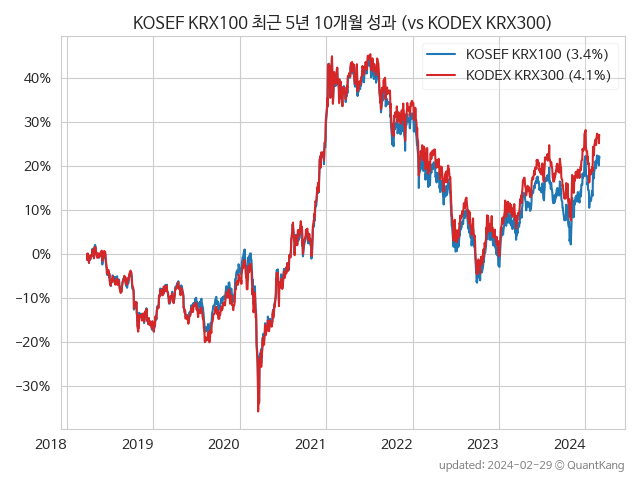 KOSEF KRX100 최근 5년 10개월 성과 (vs KODEX KRX300)
KOSEF KRX100 (3.4%)
KODEX KRX300 (4.1%)
40%
30%
20%
10%
0%
−10%
−20%
−30%
2018 2019 2020 2021 2022 2023 2024
updated: 2024-02-29 © QuantKang